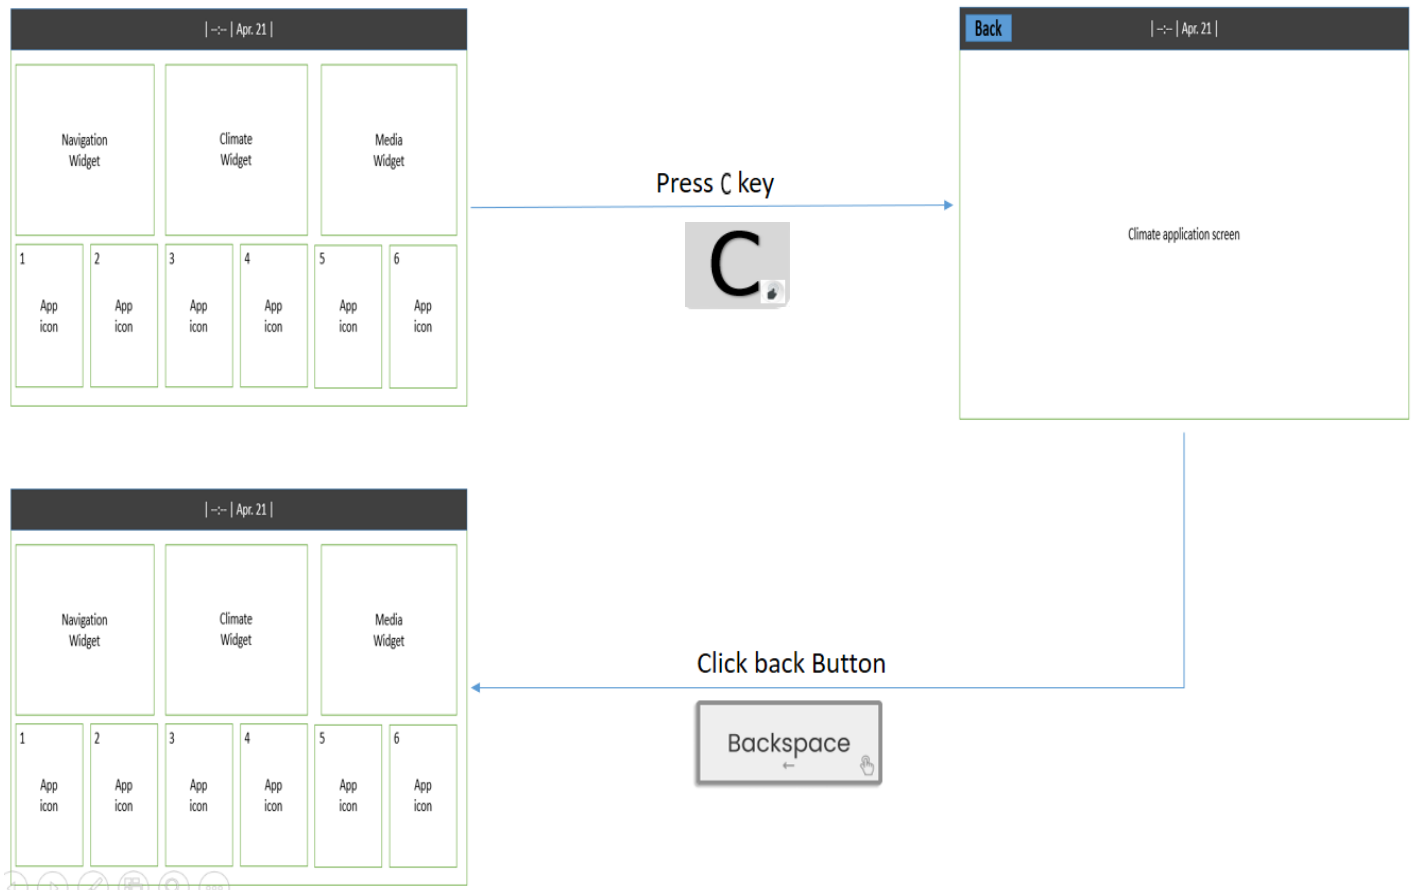 | --:-- | Apr. 21 |
Navigation
Widget
Climate
Widget
Media
Widget
1
App
icon
2
App
icon
3
App
icon
4
App
icon
5
App
icon
6
App
icon
Press C key
C
Back
| --:-- | Apr. 21 |
Climate application screen
Click back Button
Backspace
←
| --:-- | Apr. 21 |
Navigation
Widget
Climate
Widget
Media
Widget
1
App
icon
2
App
icon
3
App
icon
4
App
icon
5
App
icon
6
App
icon